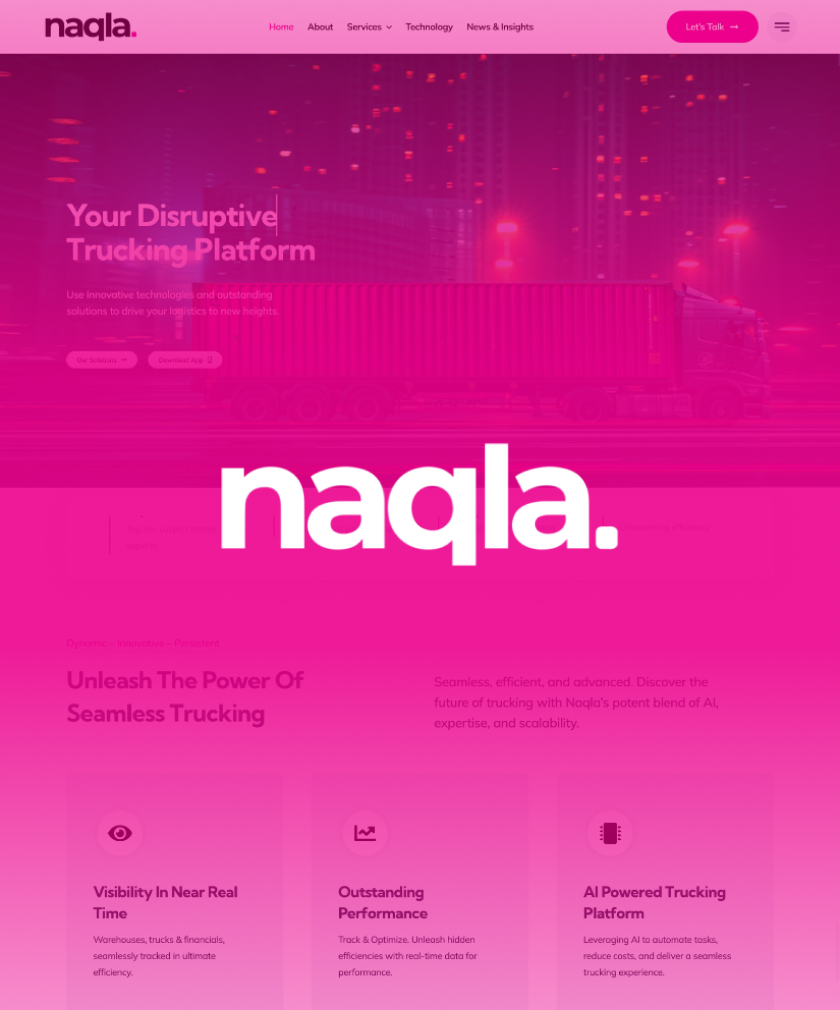 naqla.
Home About Services Technology News & Insights
Let's Talk
Your Disruptive
Trucking Platform
Use Innovative technologies and outstanding
solutions to drive your logistics to new heights.
Our Solutions Download App
naqla.
Dynamic – Innovative – Persistent
Unleash The Power Of
Seamless Trucking
Seamless, efficient, and advanced. Discover the
future of trucking with Naqla's potent blend of AI,
expertise, and scalability.
Visibility In Near Real
Time
Warehouses, trucks & financials,
seamlessly tracked in ultimate
efficiency.
Outstanding
Performance
Track & Optimize. Unleash hidden
efficiencies with real-time data for
performance.
AI Powered Trucking
Platform
Leveraging AI to automate tasks,
reduce costs, and deliver a seamless
trucking experience.